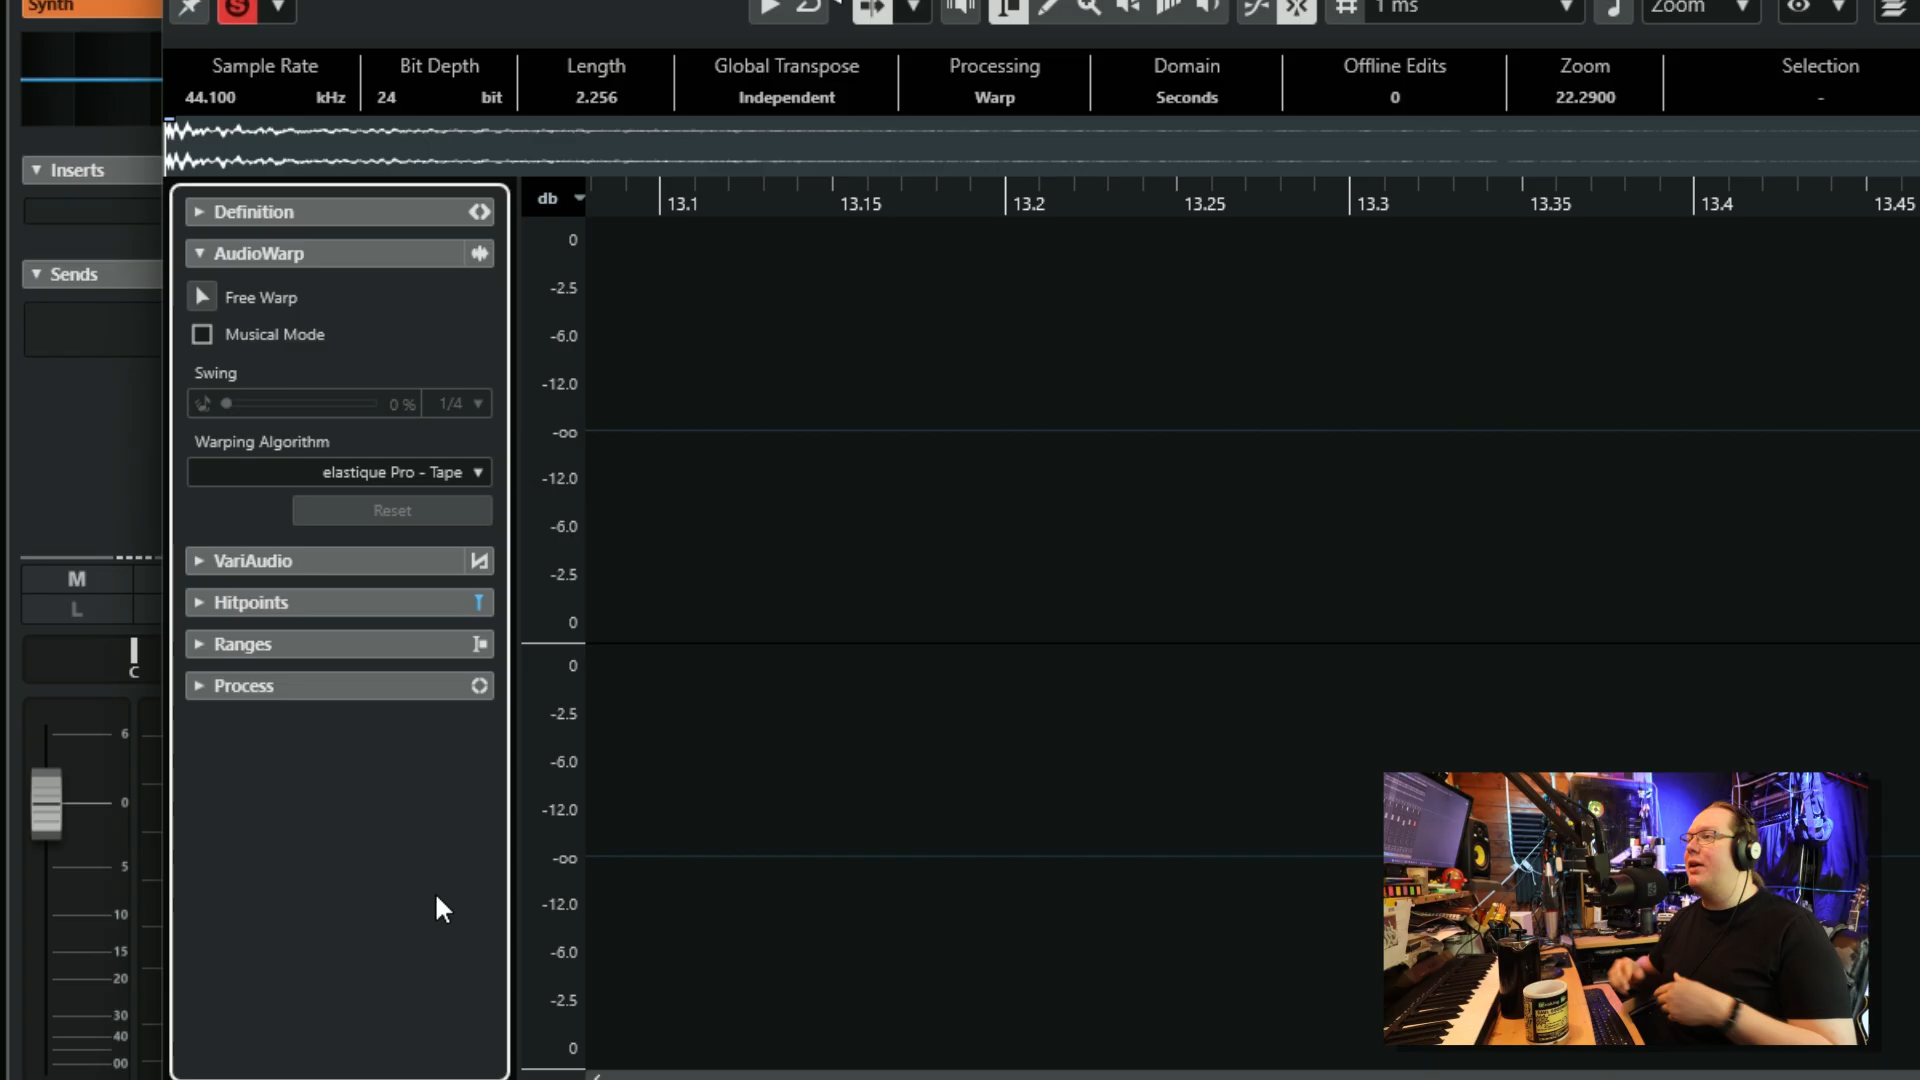 Synth
S
1 ms
Zoom
Sample Rate
44.100 kHz
Bit Depth
24 bit
Length
2.256
Global Transpose
Independent
Processing
Warp
Domain
Seconds
Offline Edits
0
Zoom
22.2900
Selection
-
Inserts
Sends
M
L
C
6
0
5
10
15
20
30
40
00
Definition
AudioWarp
Free Warp
Musical Mode
Swing
0 % 1/4
Warping Algorithm
elastique Pro - Tape
Reset
VariAudio
Hitpoints
Ranges
Process
db
13.1 13.15 13.2 13.25 13.3 13.35 13.4 13.45
0
-2.5
-6.0
-12.0
-oo
-12.0
-6.0
-2.5
0
0
-2.5
-6.0
-12.0
-oo
-12.0
-6.0
-2.5
0